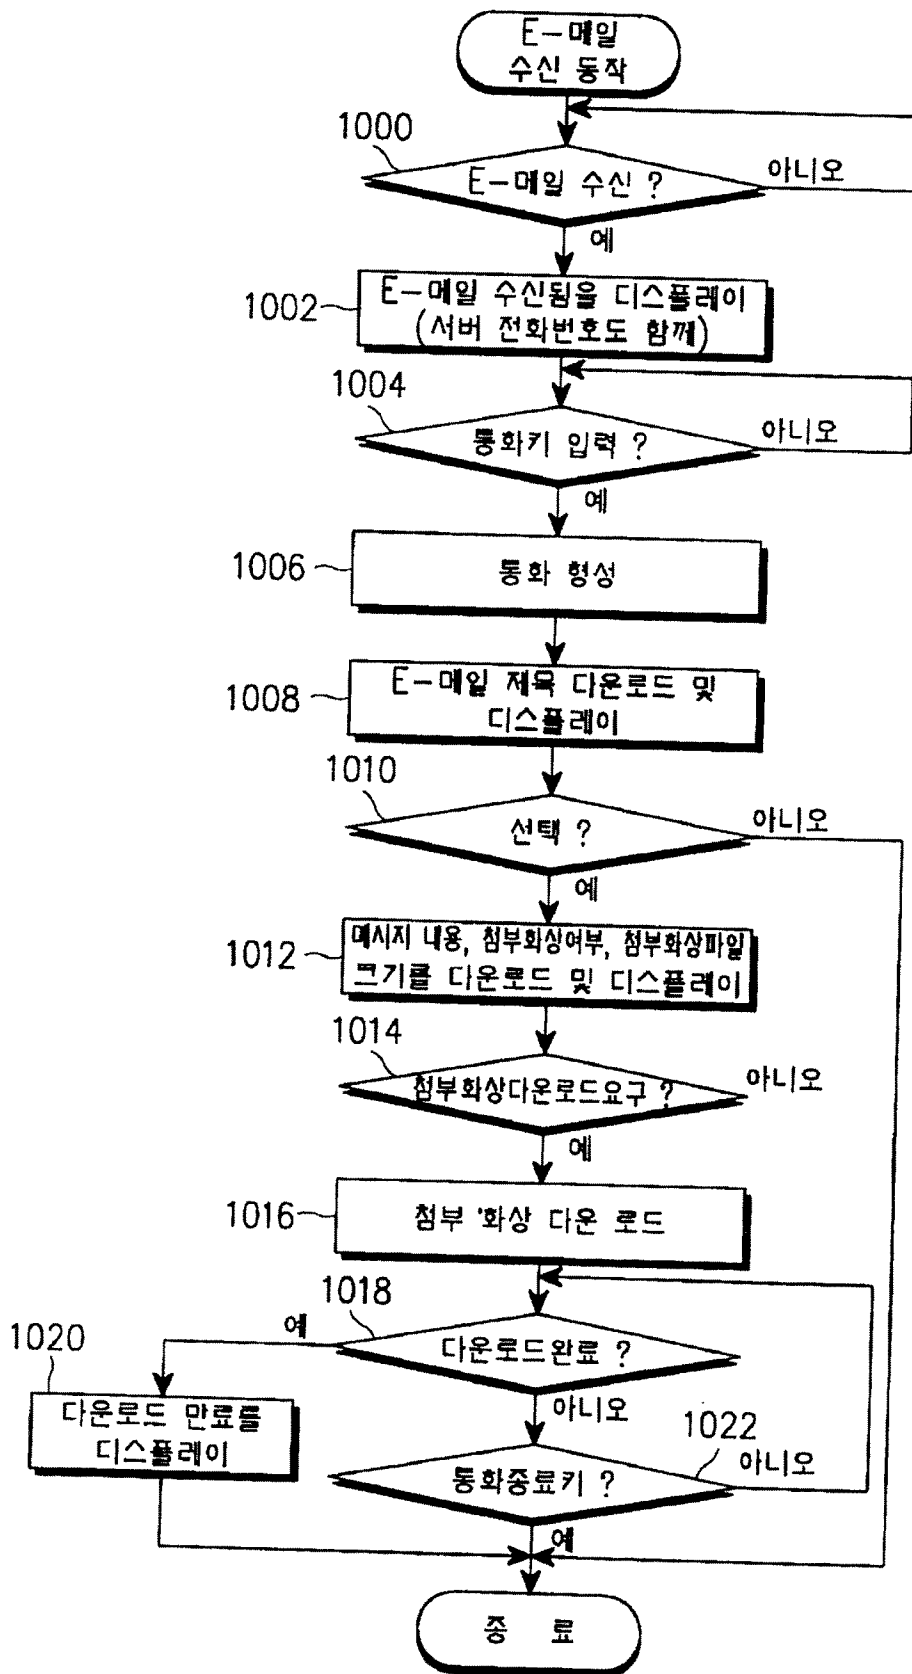 E-메일
수신 동작
1000
E-메일 수신 ?
아니오
예
1002
E-메일 수신됨을 디스플레이
(서버 전화번호도 함께)
1004
통화키 입력 ?
아니오
예
1006
통화 형성
1008
E-메일 제목 다운로드 및
디스플레이
1010
선택 ?
아니오
예
1012
메시지 내용, 첨부화상여부, 첨부화상파일
크기를 다운로드 및 디스플레이
1014
첨부화상다운로드요구 ?
아니오
예
1016
첨부 화상 다운 로드
1018
다운로드완료 ?
예
아니오
1020
다운로드 만료를
디스플레이
1022
통화종료키 ?
아니오
예
종 료